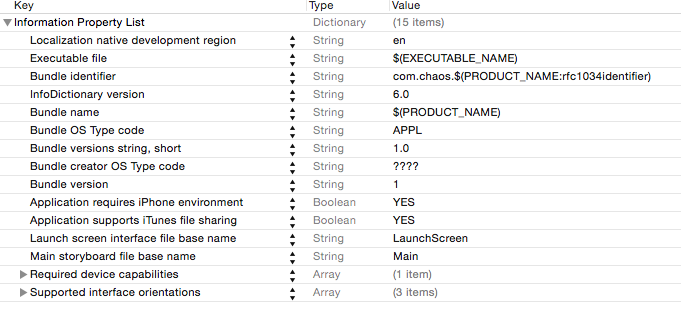 Key Type Value
Information Property List Dictionary (15 items)
Localization native development region String en
Executable file String $(EXECUTABLE_NAME)
Bundle identifier String com.chaos.$(PRODUCT_NAME:rfc1034identifier)
InfoDictionary version String 6.0
Bundle name String $(PRODUCT_NAME)
Bundle OS Type code String APPL
Bundle versions string, short String 1.0
Bundle creator OS Type code String ????
Bundle version String 1
Application requires iPhone environment Boolean YES
Application supports iTunes file sharing Boolean YES
Launch screen interface file base name String LaunchScreen
Main storyboard file base name String Main
Required device capabilities Array (1 item)
Supported interface orientations Array (3 items)